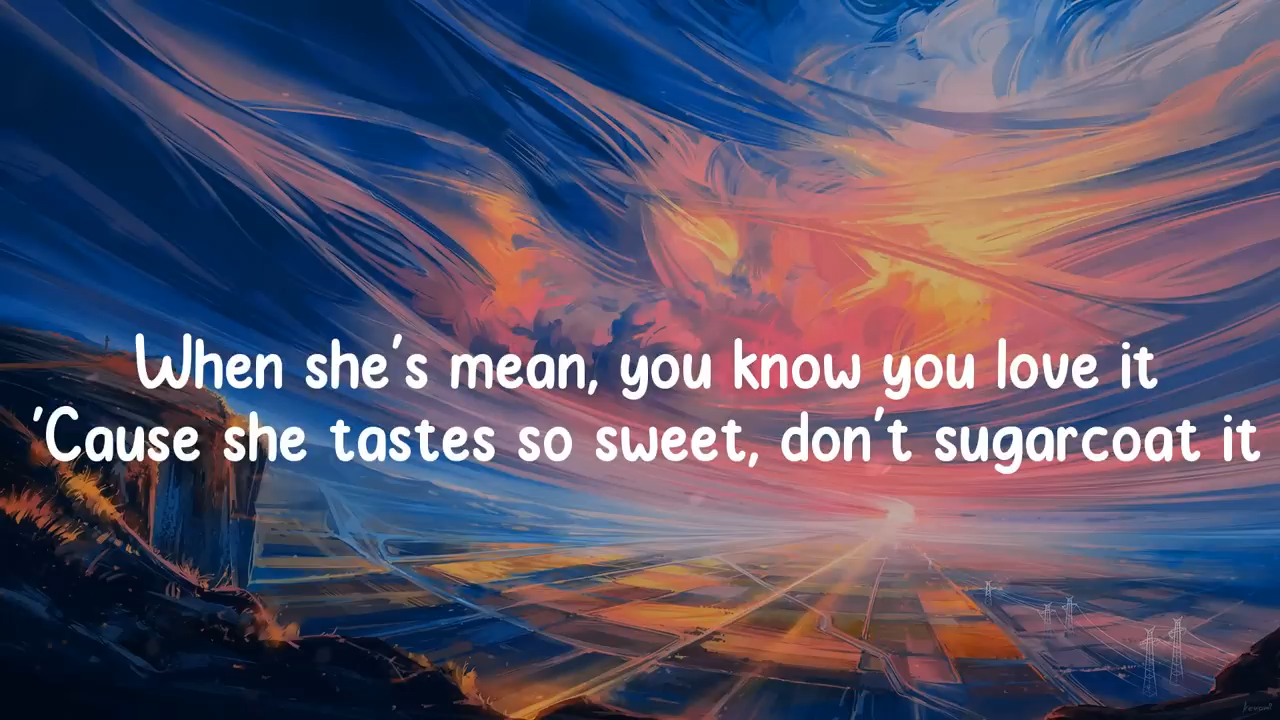 When she's mean, you know you love it
'Cause she tastes so sweet, don't sugarcoat it